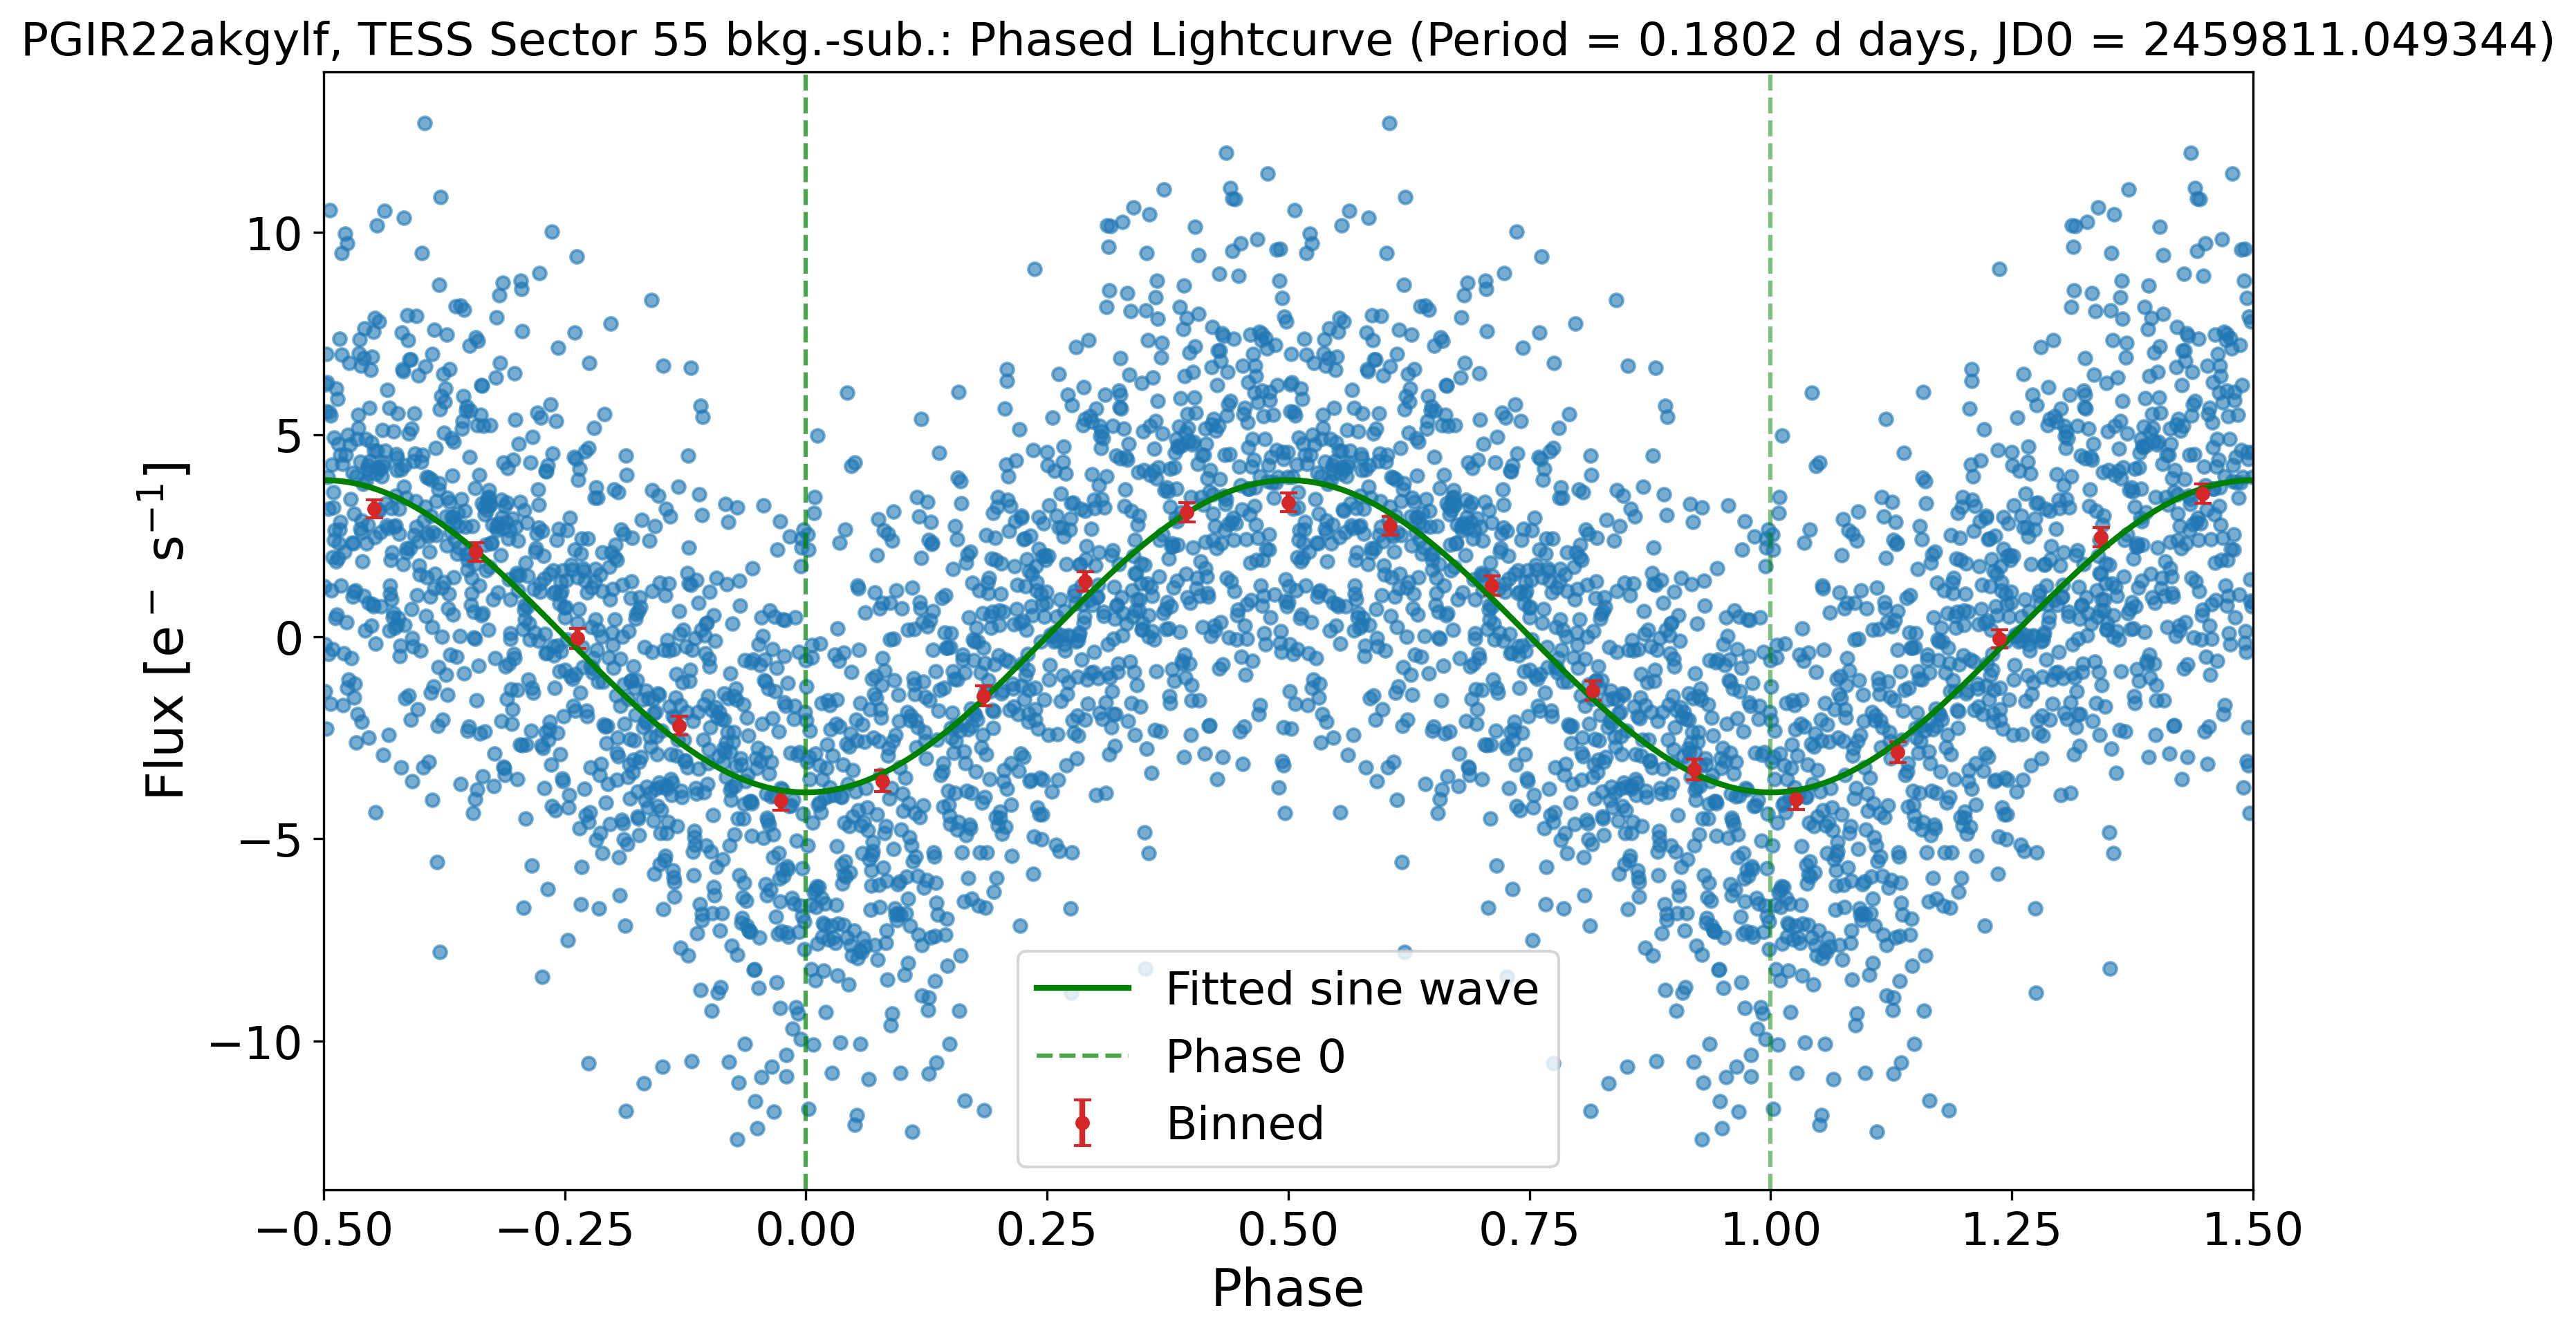 PGIR22akgylf, TESS Sector 55 bkg.-sub.: Phased Lightcurve (Period = 0.1802 d days, JD0 = 2459811.049344)
Flux [e⁻ s⁻¹]
10
5
0
−5
−10
Fitted sine wave
Phase 0
Binned
−0.50 −0.25 0.00 0.25 0.50 0.75 1.00 1.25 1.50
Phase